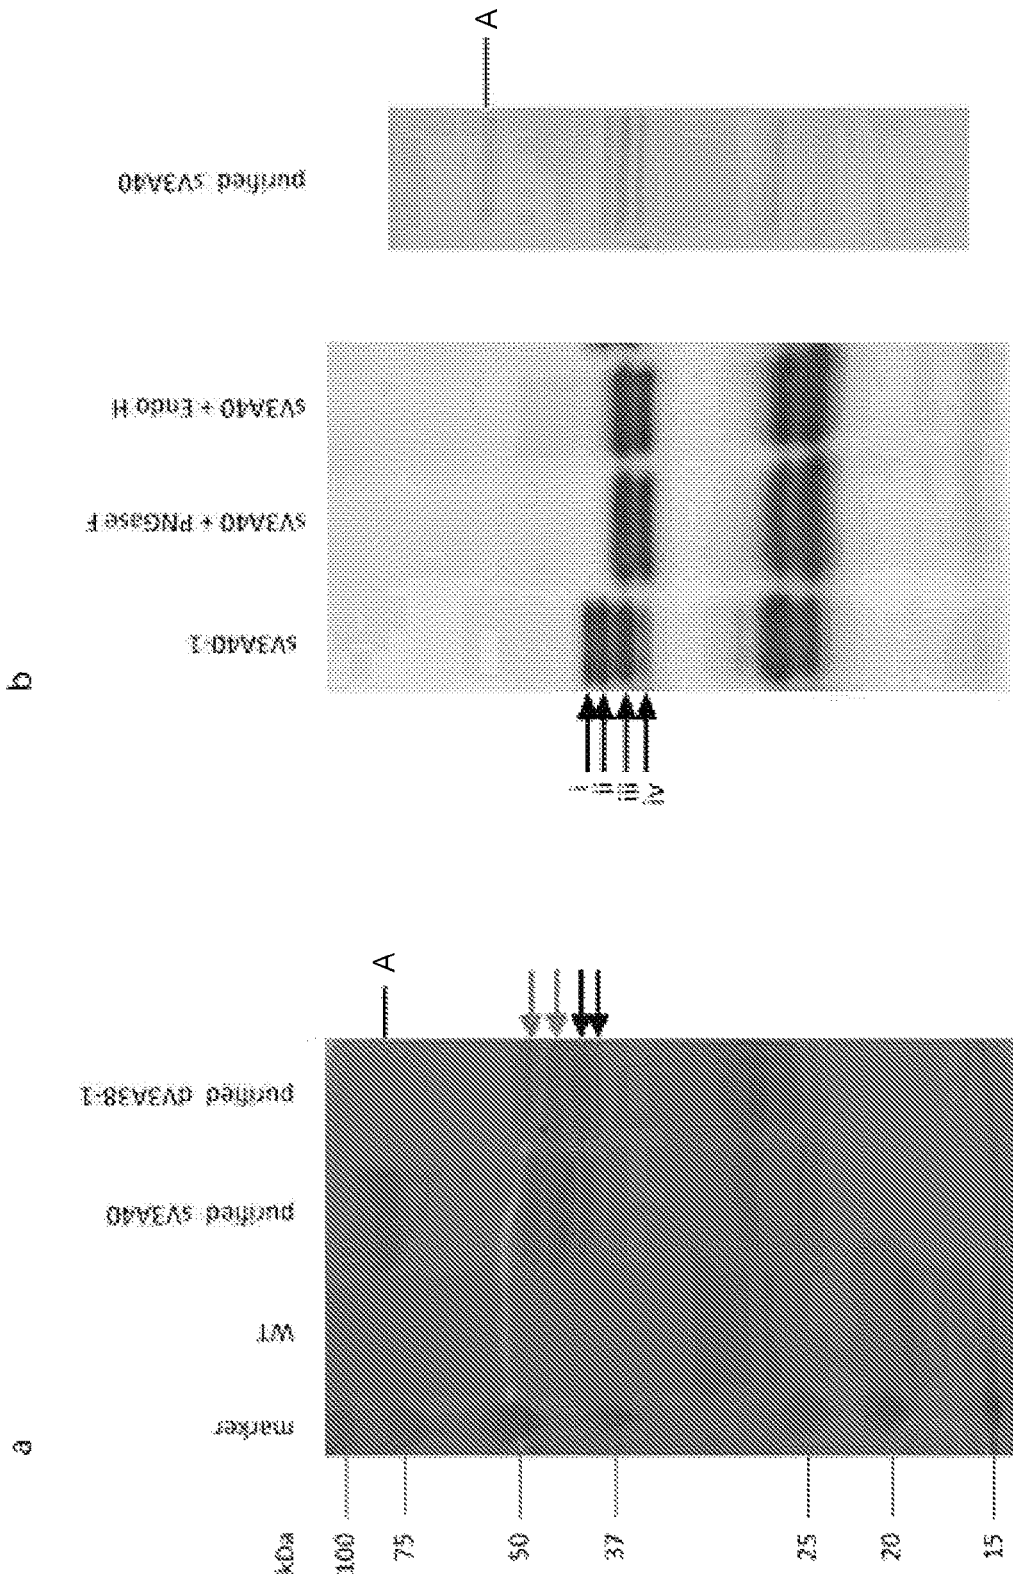 a
kDa
100
75
50
37
25
20
15
marker
WT
purified sV3A40
purified dV3A38-1
A
b
i
ii
iii
iv
sV3A40-1
sV3A40 + PNGase F
sV3A40 + Endo H
purified sV3A40
A